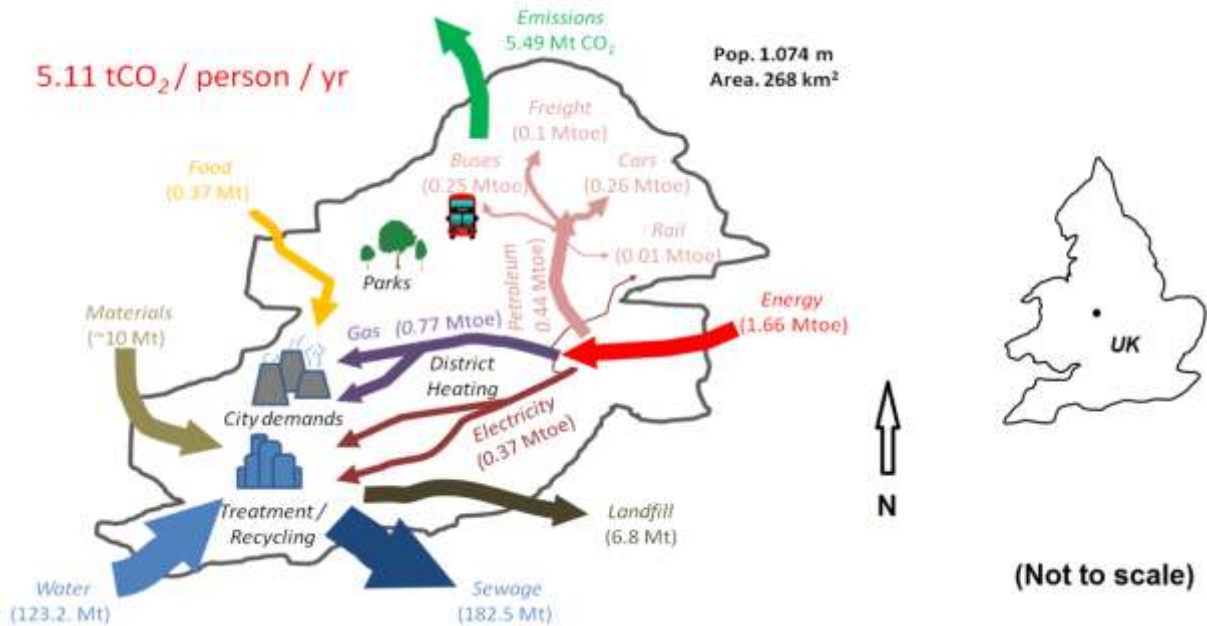 Emissions
5.49 Mt CO₂
5.11 tCO₂ / person / yr
Pop. 1.074 m
Area. 268 km²
Freight
(0.1 Mtoe)
Food
(0.37 Mt)
Buses
(0.25 Mtoe)
Cars
(0.26 Mtoe)
Rail
(0.01 Mtoe)
Parks
Petroleum
0.44 Mtoe)
Materials
(~10 Mt)
Energy
(1.66 Mtoe)
Gas (0.77 Mtoe)
District
Heating
City demands
Electricity
(0.37 Mtoe)
UK
N
Treatment /
Recycling
Landfill
(6.8 Mt)
Water
(123.2. Mt)
Sewage
(182.5 Mt)
(Not to scale)